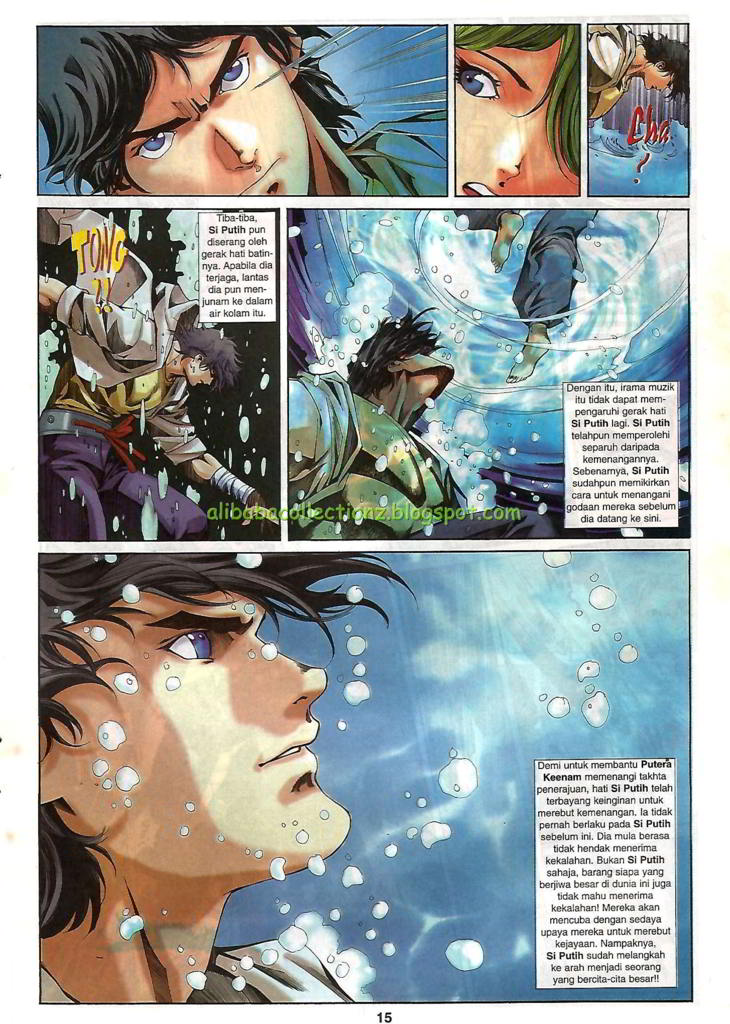 Cha
!
TONG
!!
Tiba-tiba,
Si Putih pun
diserang oleh
gerak hati batin-
nya. Apabila dia
terjaga, lantas
dia pun men-
junam ke dalam
air kolam itu.
Dengan itu, irama muzik
itu tidak dapat mem-
pengaruhi gerak hati
Si Putih lagi. Si Putih
telahpun memperolehi
separuh daripada
kemenangannya.
Sebenarnya, Si Putih
sudahpun memikirkan
cara untuk menangani
godaan mereka sebelum
dia datang ke sini.
alibabacollectionz.blogspot.com
Demi untuk membantu Putera
Keenam memenangi takhta
penerajuan, hati Si Putih telah
terbayang keinginan untuk
merebut kemenangan. Ia tidak
pernah berlaku pada Si Putih
sebelum ini. Dia mula berasa
tidak hendak menerima
kekalahan. Bukan Si Putih
sahaja, barang siapa yang
berjiwa besar di dunia ini juga
tidak mahu menerima
kekalahan! Mereka akan
mencuba dengan sedaya
upaya mereka untuk merebut
kejayaan. Nampaknya,
Si Putih sudah melangkah
ke arah menjadi seorang
yang bercita-cita besar!!
15